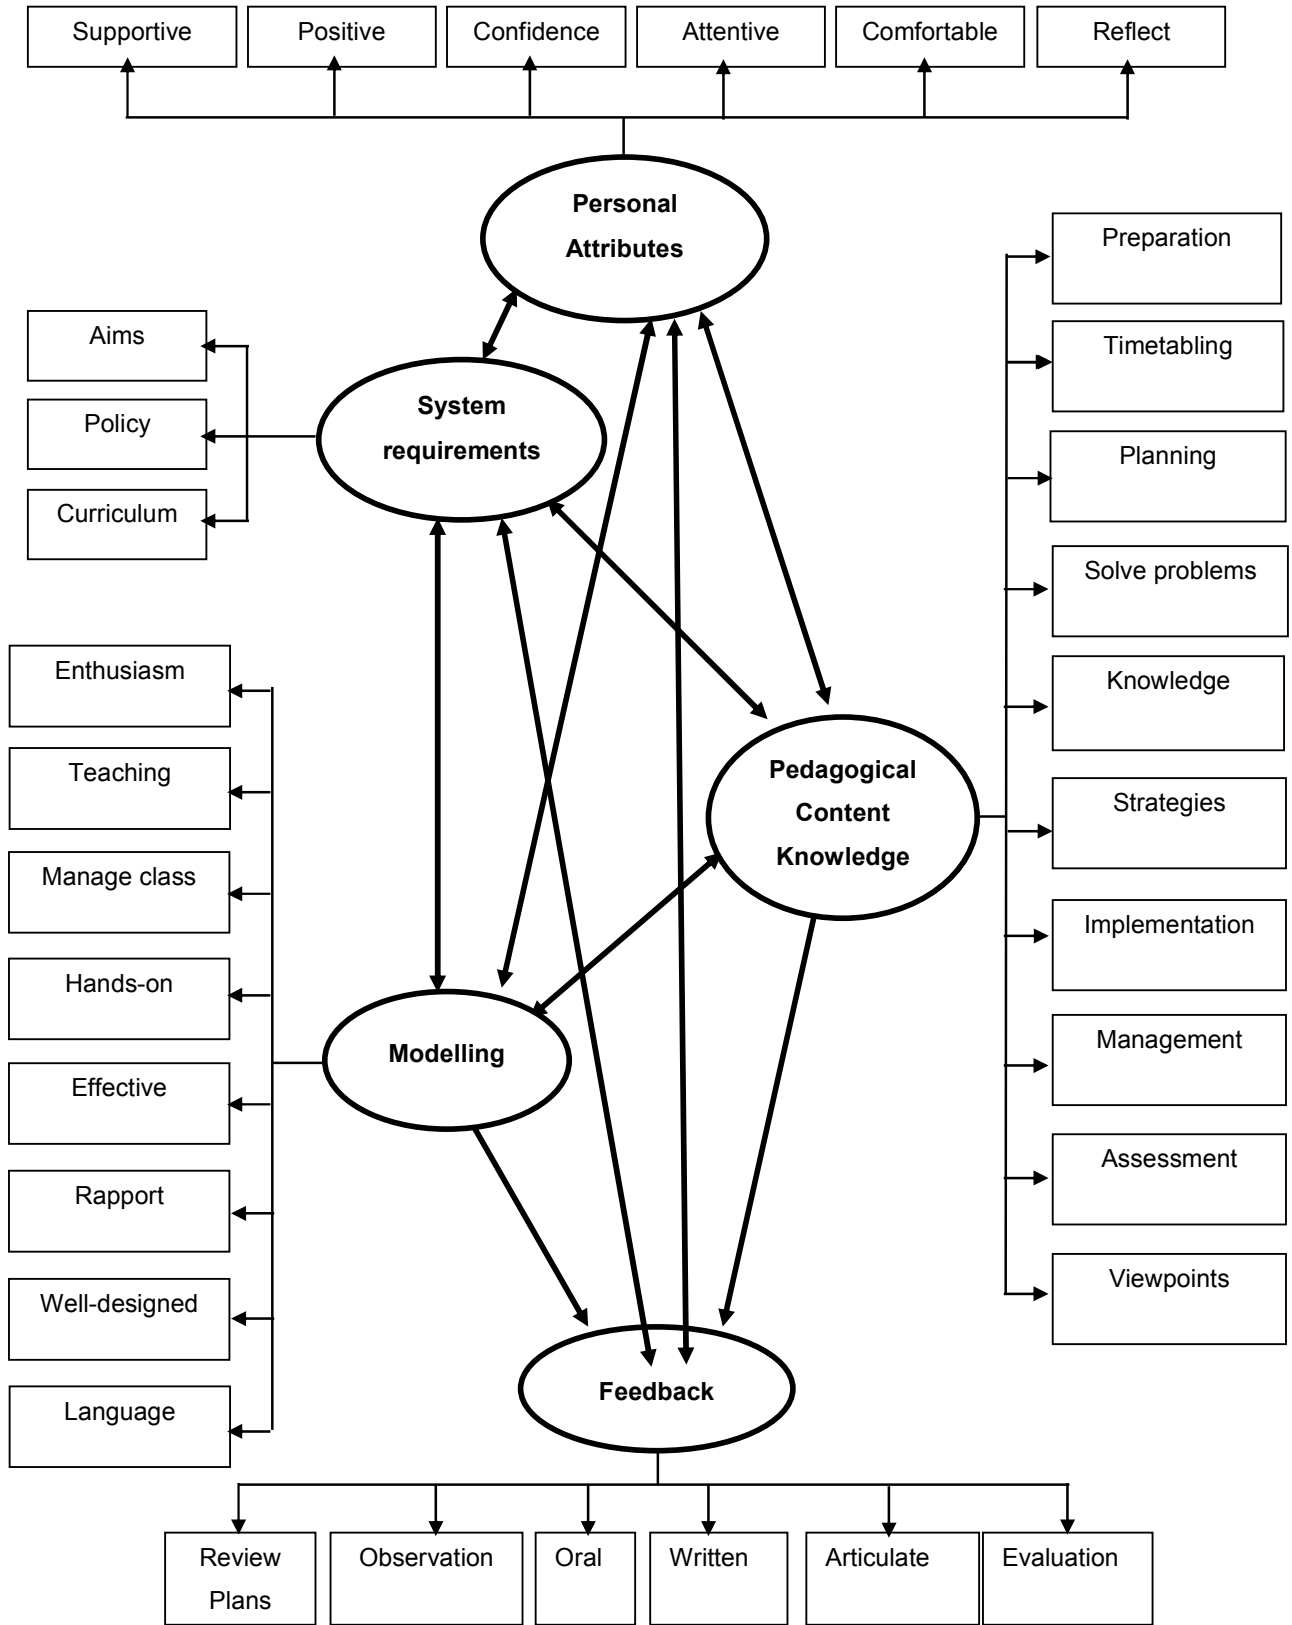 Supportive
Positive
Confidence
Attentive
Comfortable
Reflect
Personal
Attributes
Aims
Policy
Curriculum
System
requirements
Preparation
Timetabling
Planning
Solve problems
Knowledge
Strategies
Implementation
Management
Assessment
Viewpoints
Pedagogical
Content
Knowledge
Enthusiasm
Teaching
Manage class
Hands-on
Effective
Rapport
Well-designed
Language
Modelling
Feedback
Review
Plans
Observation
Oral
Written
Articulate
Evaluation